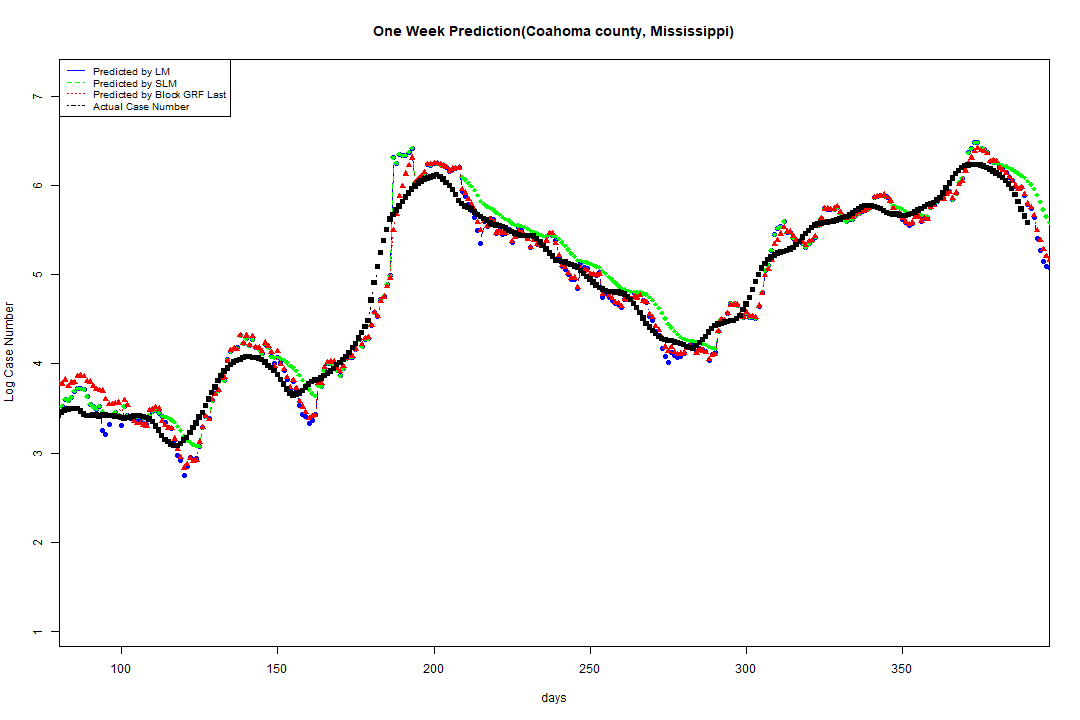 One Week Prediction(Coahoma county, Mississippi)
Predicted by LM
Predicted by SLM
Predicted by Block GRF Last
Actual Case Number
7
6
5
4
3
2
1
Log Case Number
100 150 200 250 300 350
days